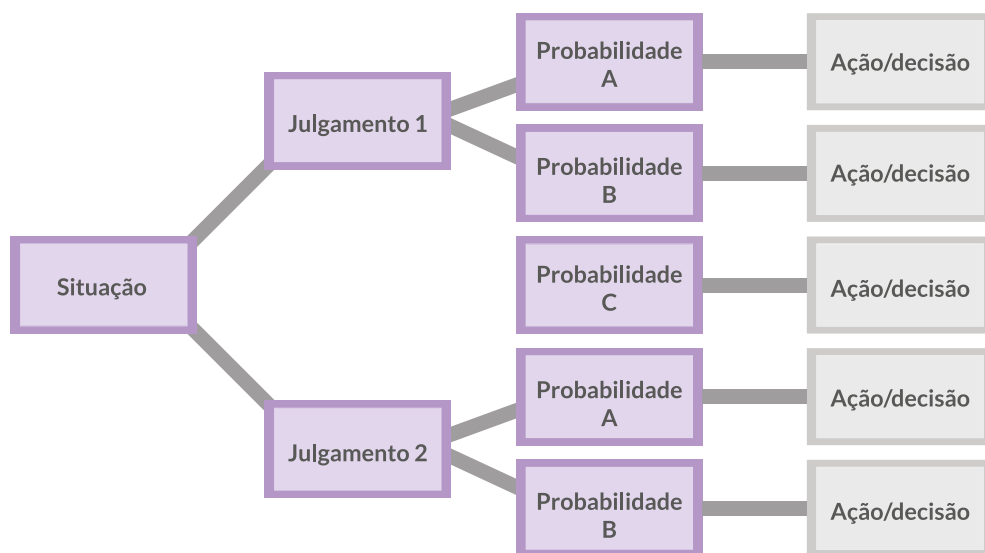 Situação
Julgamento 1
Julgamento 2
Probabilidade
A
Probabilidade
B
Probabilidade
C
Probabilidade
A
Probabilidade
B
Ação/decisão
Ação/decisão
Ação/decisão
Ação/decisão
Ação/decisão